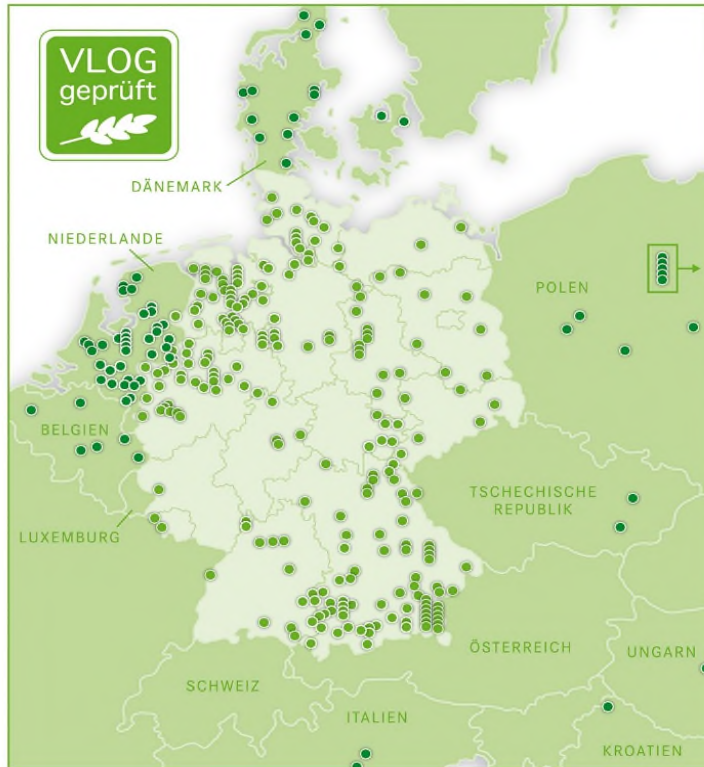 VLOG
geprüft
DÄNEMARK
NIEDERLANDE
POLEN
BELGIEN
TSCHECHISCHE
REPUBLIK
LUXEMBURG
ÖSTERREICH
UNGARN
SCHWEIZ
ITALIEN
KROATIEN